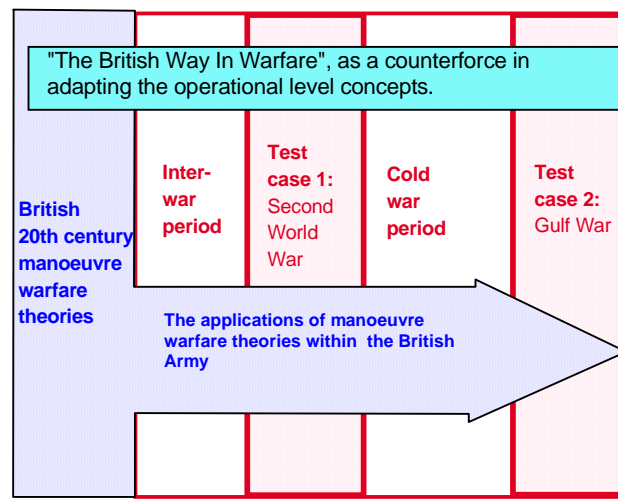 "The British Way In Warfare", as a counterforce in
adapting the operational level concepts.
British
20th century
manoeuvre
warfare
theories
Inter-
war
period
Test
case 1:
Second
World
War
Cold
war
period
Test
case 2:
Gulf War
The applications of manoeuvre
warfare theories within the British
Army